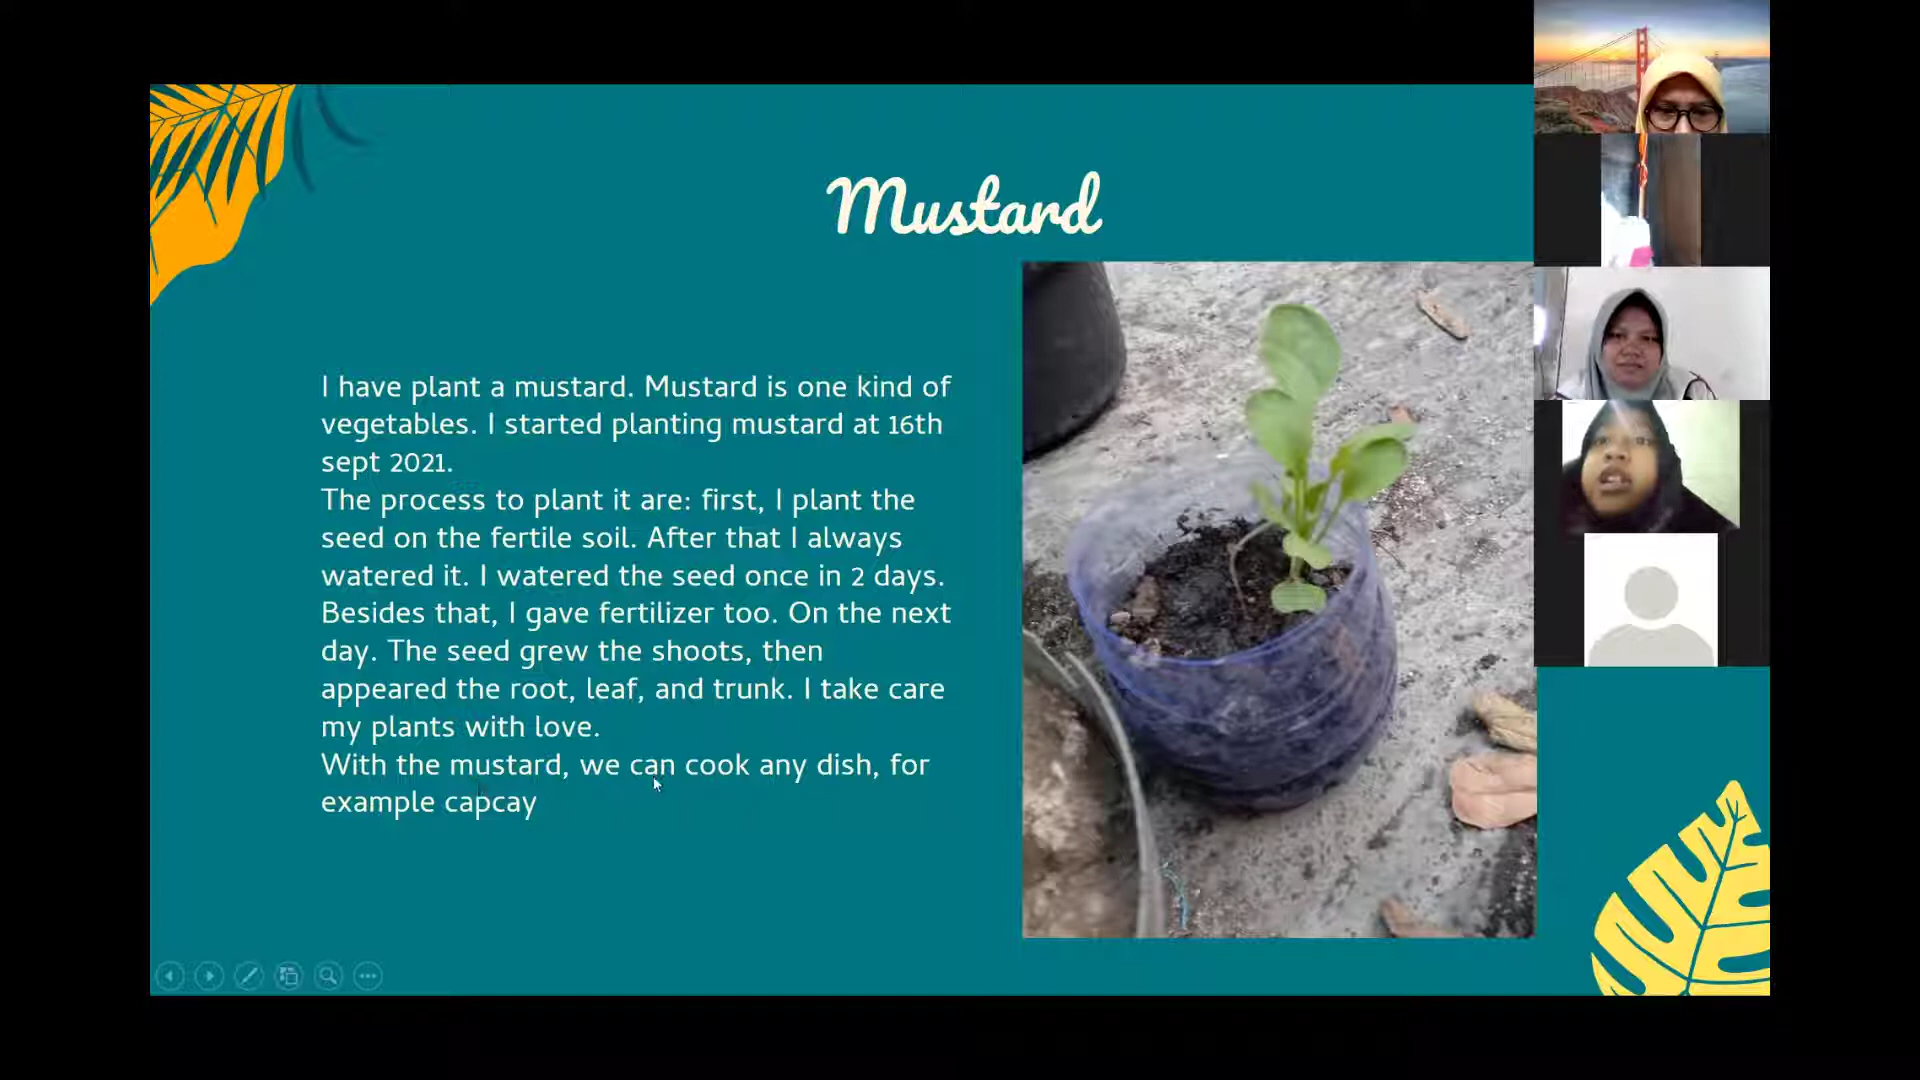 Mustard
I have plant a mustard. Mustard is one kind of
vegetables. I started planting mustard at 16th
sept 2021.
The process to plant it are: first, I plant the
seed on the fertile soil. After that I always
watered it. I watered the seed once in 2 days.
Besides that, I gave fertilizer too. On the next
day. The seed grew the shoots, then
appeared the root, leaf, and trunk. I take care
my plants with love.
With the mustard, we can cook any dish, for
example capcay